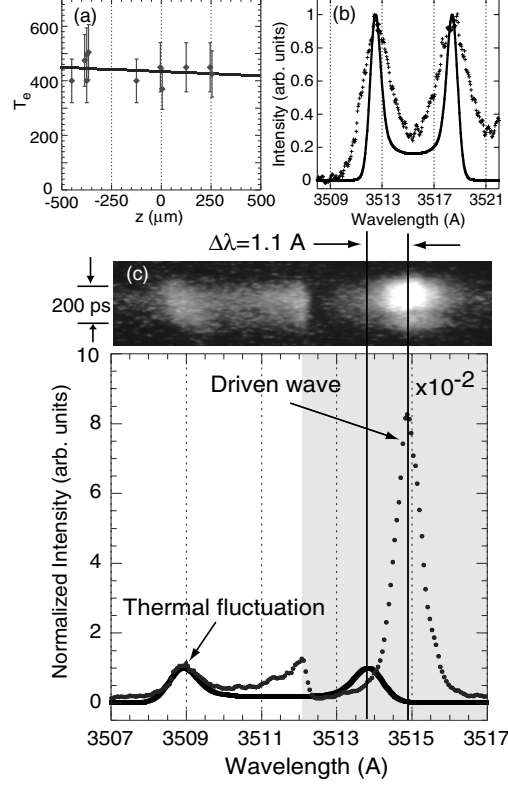 (a)
600
400
200
0
T_e
-500 -250 0 250 500
z (μm)
(b)
1
0.8
0.6
0.4
0.2
0
Intensity (arb. units)
3509 3513 3517 3521
Wavelength (A)
Δλ=1.1 A
(c)
200 ps
10
8
6
4
2
0
Normalized Intensity (arb. units)
Driven wave
x10^-2
Thermal fluctuation
3507 3509 3511 3513 3515 3517
Wavelength (A)